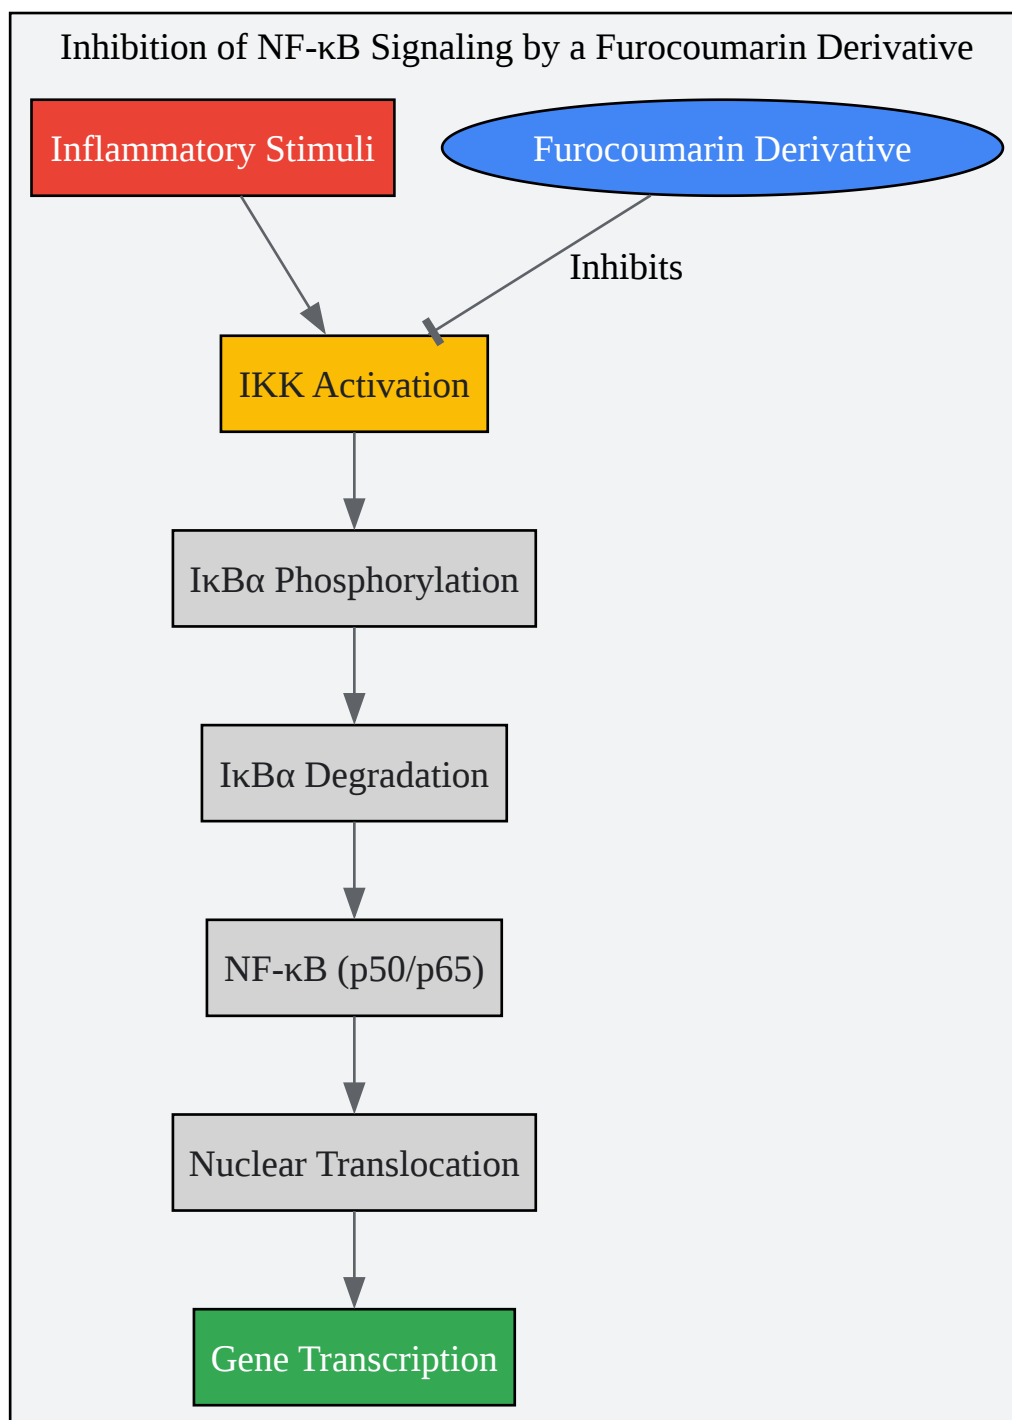 Inhibition of NF-κB Signaling by a Furocoumarin Derivative
Inflammatory Stimuli
Furocoumarin Derivative
Inhibits
IKK Activation
IκBα Phosphorylation
IκBα Degradation
NF-κB (p50/p65)
Nuclear Translocation
Gene Transcription